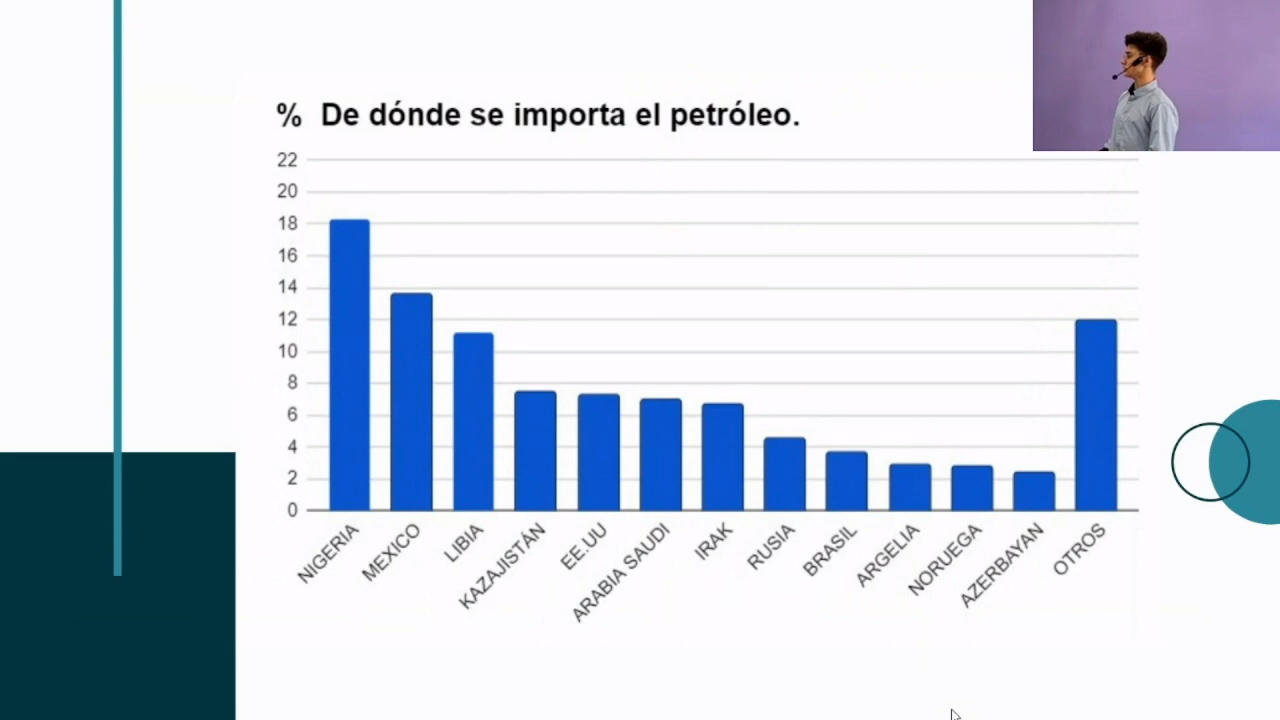 % De dónde se importa el petróleo.
22
20
18
16
14
12
10
8
6
4
2
0
NIGERIA
MEXICO
LIBIA
KAZAJISTÁN
EE.UU
ARABIA SAUDI
IRAK
RUSIA
BRASIL
ARGELIA
NORUEGA
AZERBAYAN
OTROS